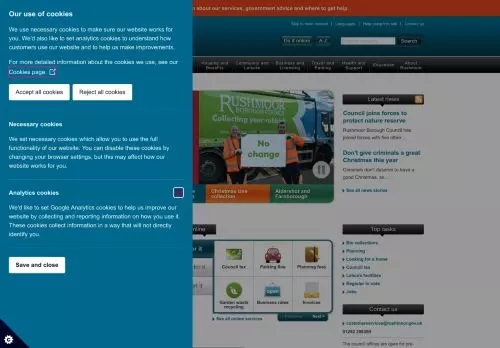 Our use of cookies
We use necessary cookies to make sure our website works for
you. We'd also like to set analytics cookies to understand how
customers use our website and to help us make improvements.
For more detailed information about the cookies we use, see our
Cookies page.
Accept all cookies
Reject all cookies
Necessary cookies
We set necessary cookies which allow you to use the full
functionality of our website. You can disable these cookies by
changing your browser settings, but this may affect how our
website works for you.
Analytics cookies
We'd like to set Google Analytics cookies to help us improve our
website by collecting and reporting information on how you use it.
These cookies collect information in a way that will not directly
identify you.
Save and close
on about our services, government advice and where to get help
Skip to main content
Languages
Help using this site
Contact us
Do it online
A-Z
Search
Housing and
Benefits
Community and
Leisure
Business and
Licensing
Travel and
Parking
Health and
Support
Elsewhere
About
Rushmoor
RUSHMOOR
BOROUGH COUNCIL
Collecting your recycling
No
change
Christmas tree
collection
Aldershot and
Farnborough
Latest news
Council joins forces to
protect nature reserve
Rushmoor Borough Council has
joined forces with five other
Don't give criminals a great
Christmas this year
Criminals don't deserve to have a
good Christmas, so...
See all news stories
online
Council tax
Parking fine
Planning fees
Garden waste
recycling
open
Business rates
Invoices
See all online services
Previous
Next
Top tasks
Bin collections
Planning
Looking for a home
Council tax
Leisure facilities
Register to vote
Jobs
Contact us
customerservices@rushmoor.gov.uk
01252 398399
The council offices are open for pre-